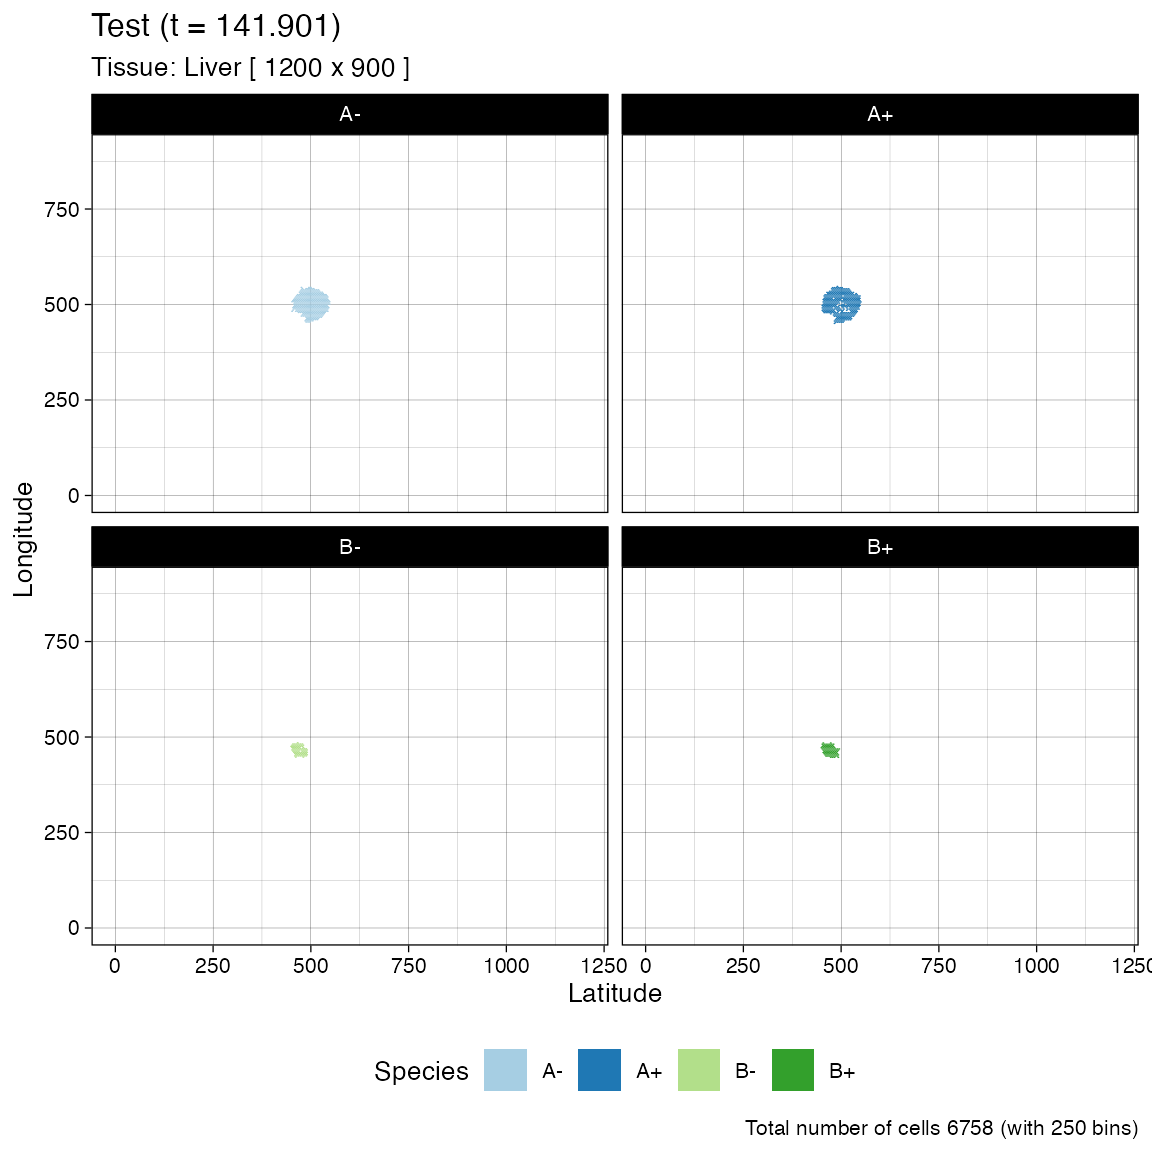 Test (t = 141.901)
Tissue: Liver [ 1200 x 900 ]
A- A+
750
500
250
0
B- B+
750
500
250
0
Longitude
0 250 500 750 1000 1250 0 250 500 750 1000 1250
Latitude
Species A- A+ B- B+
Total number of cells 6758 (with 250 bins)